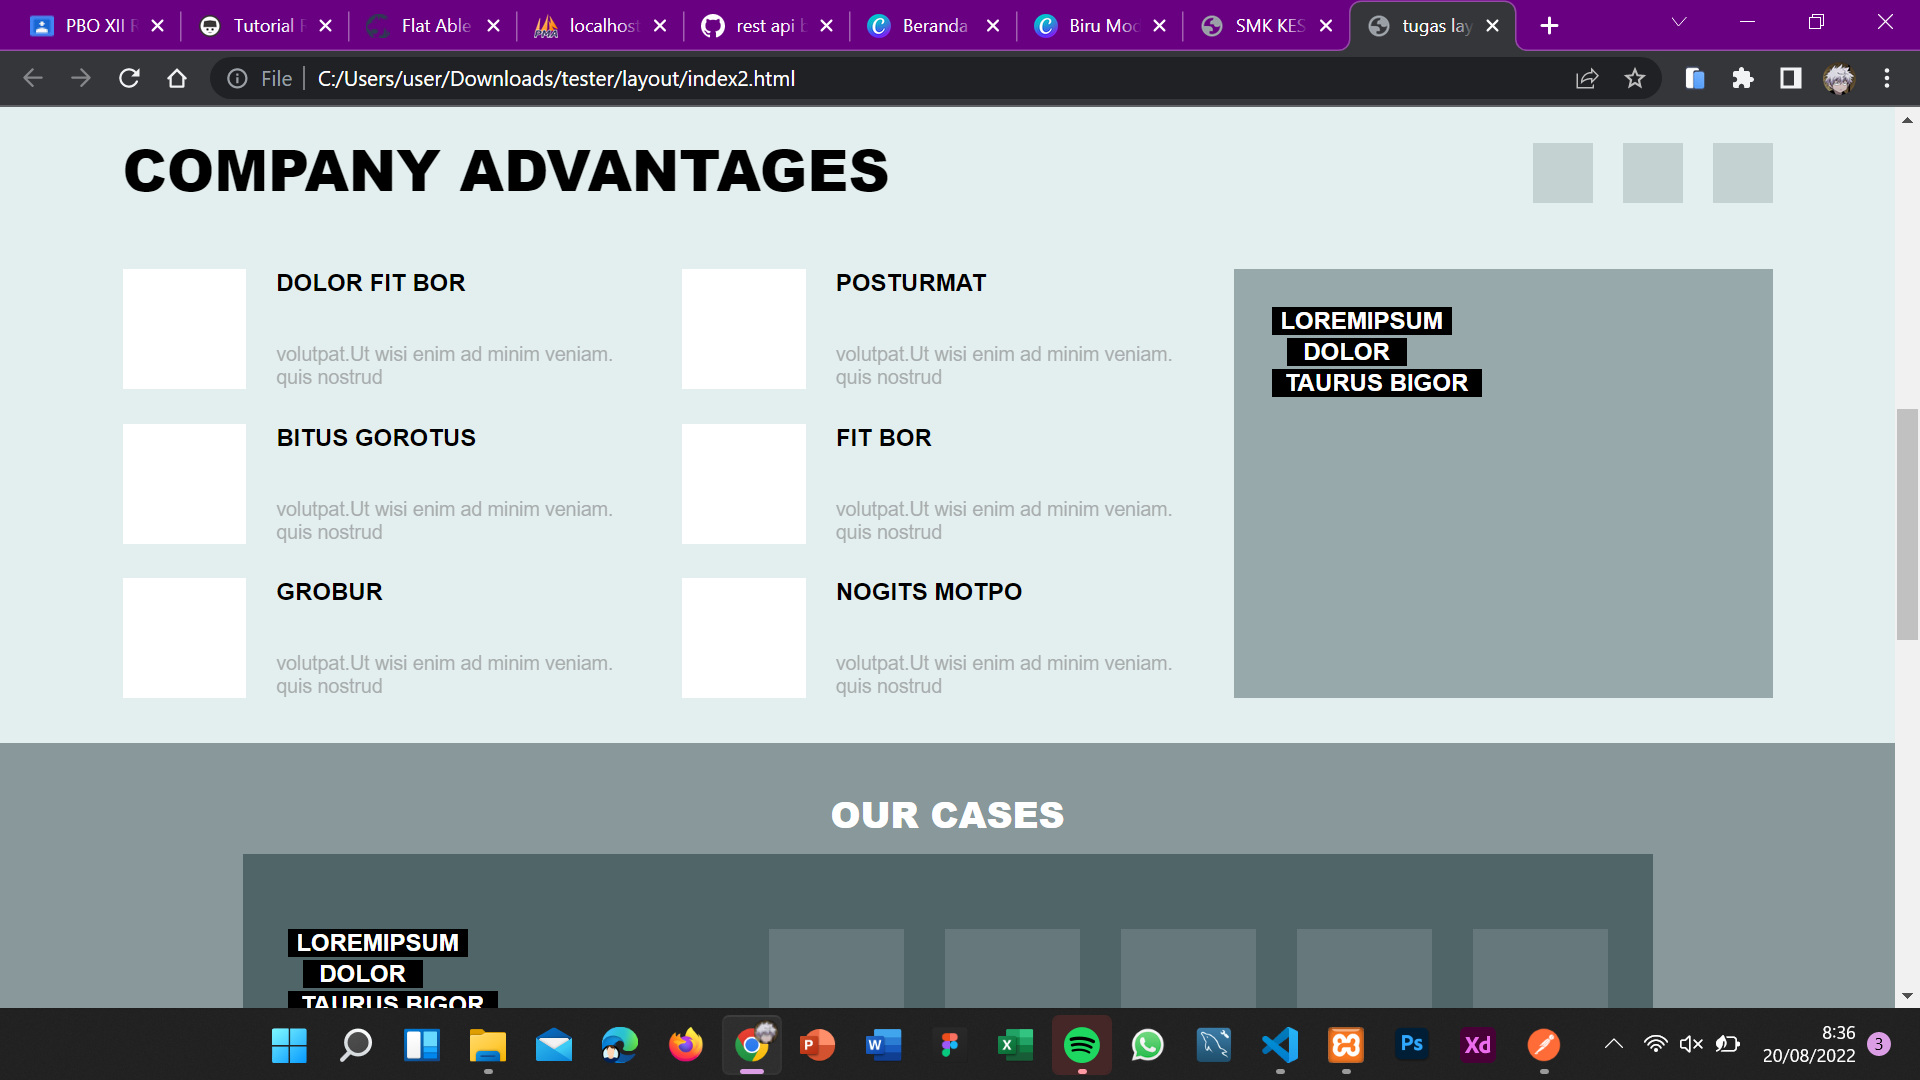 PBO XII R
Tutorial F
Flat Able
localhost
rest api b
Beranda
Biru Moc
SMK KES
tugas lay
File
C:/Users/user/Downloads/tester/layout/index2.html
COMPANY ADVANTAGES
DOLOR FIT BOR
volutpat.Ut wisi enim ad minim veniam.
quis nostrud
POSTURMAT
volutpat.Ut wisi enim ad minim veniam.
quis nostrud
LOREMIPSUM
DOLOR
TAURUS BIGOR
BITUS GOROTUS
volutpat.Ut wisi enim ad minim veniam.
quis nostrud
FIT BOR
volutpat.Ut wisi enim ad minim veniam.
quis nostrud
GROBUR
volutpat.Ut wisi enim ad minim veniam.
quis nostrud
NOGITS MOTPO
volutpat.Ut wisi enim ad minim veniam.
quis nostrud
OUR CASES
LOREMIPSUM
DOLOR
TAURUS BIGOR
8:36
20/08/2022
3